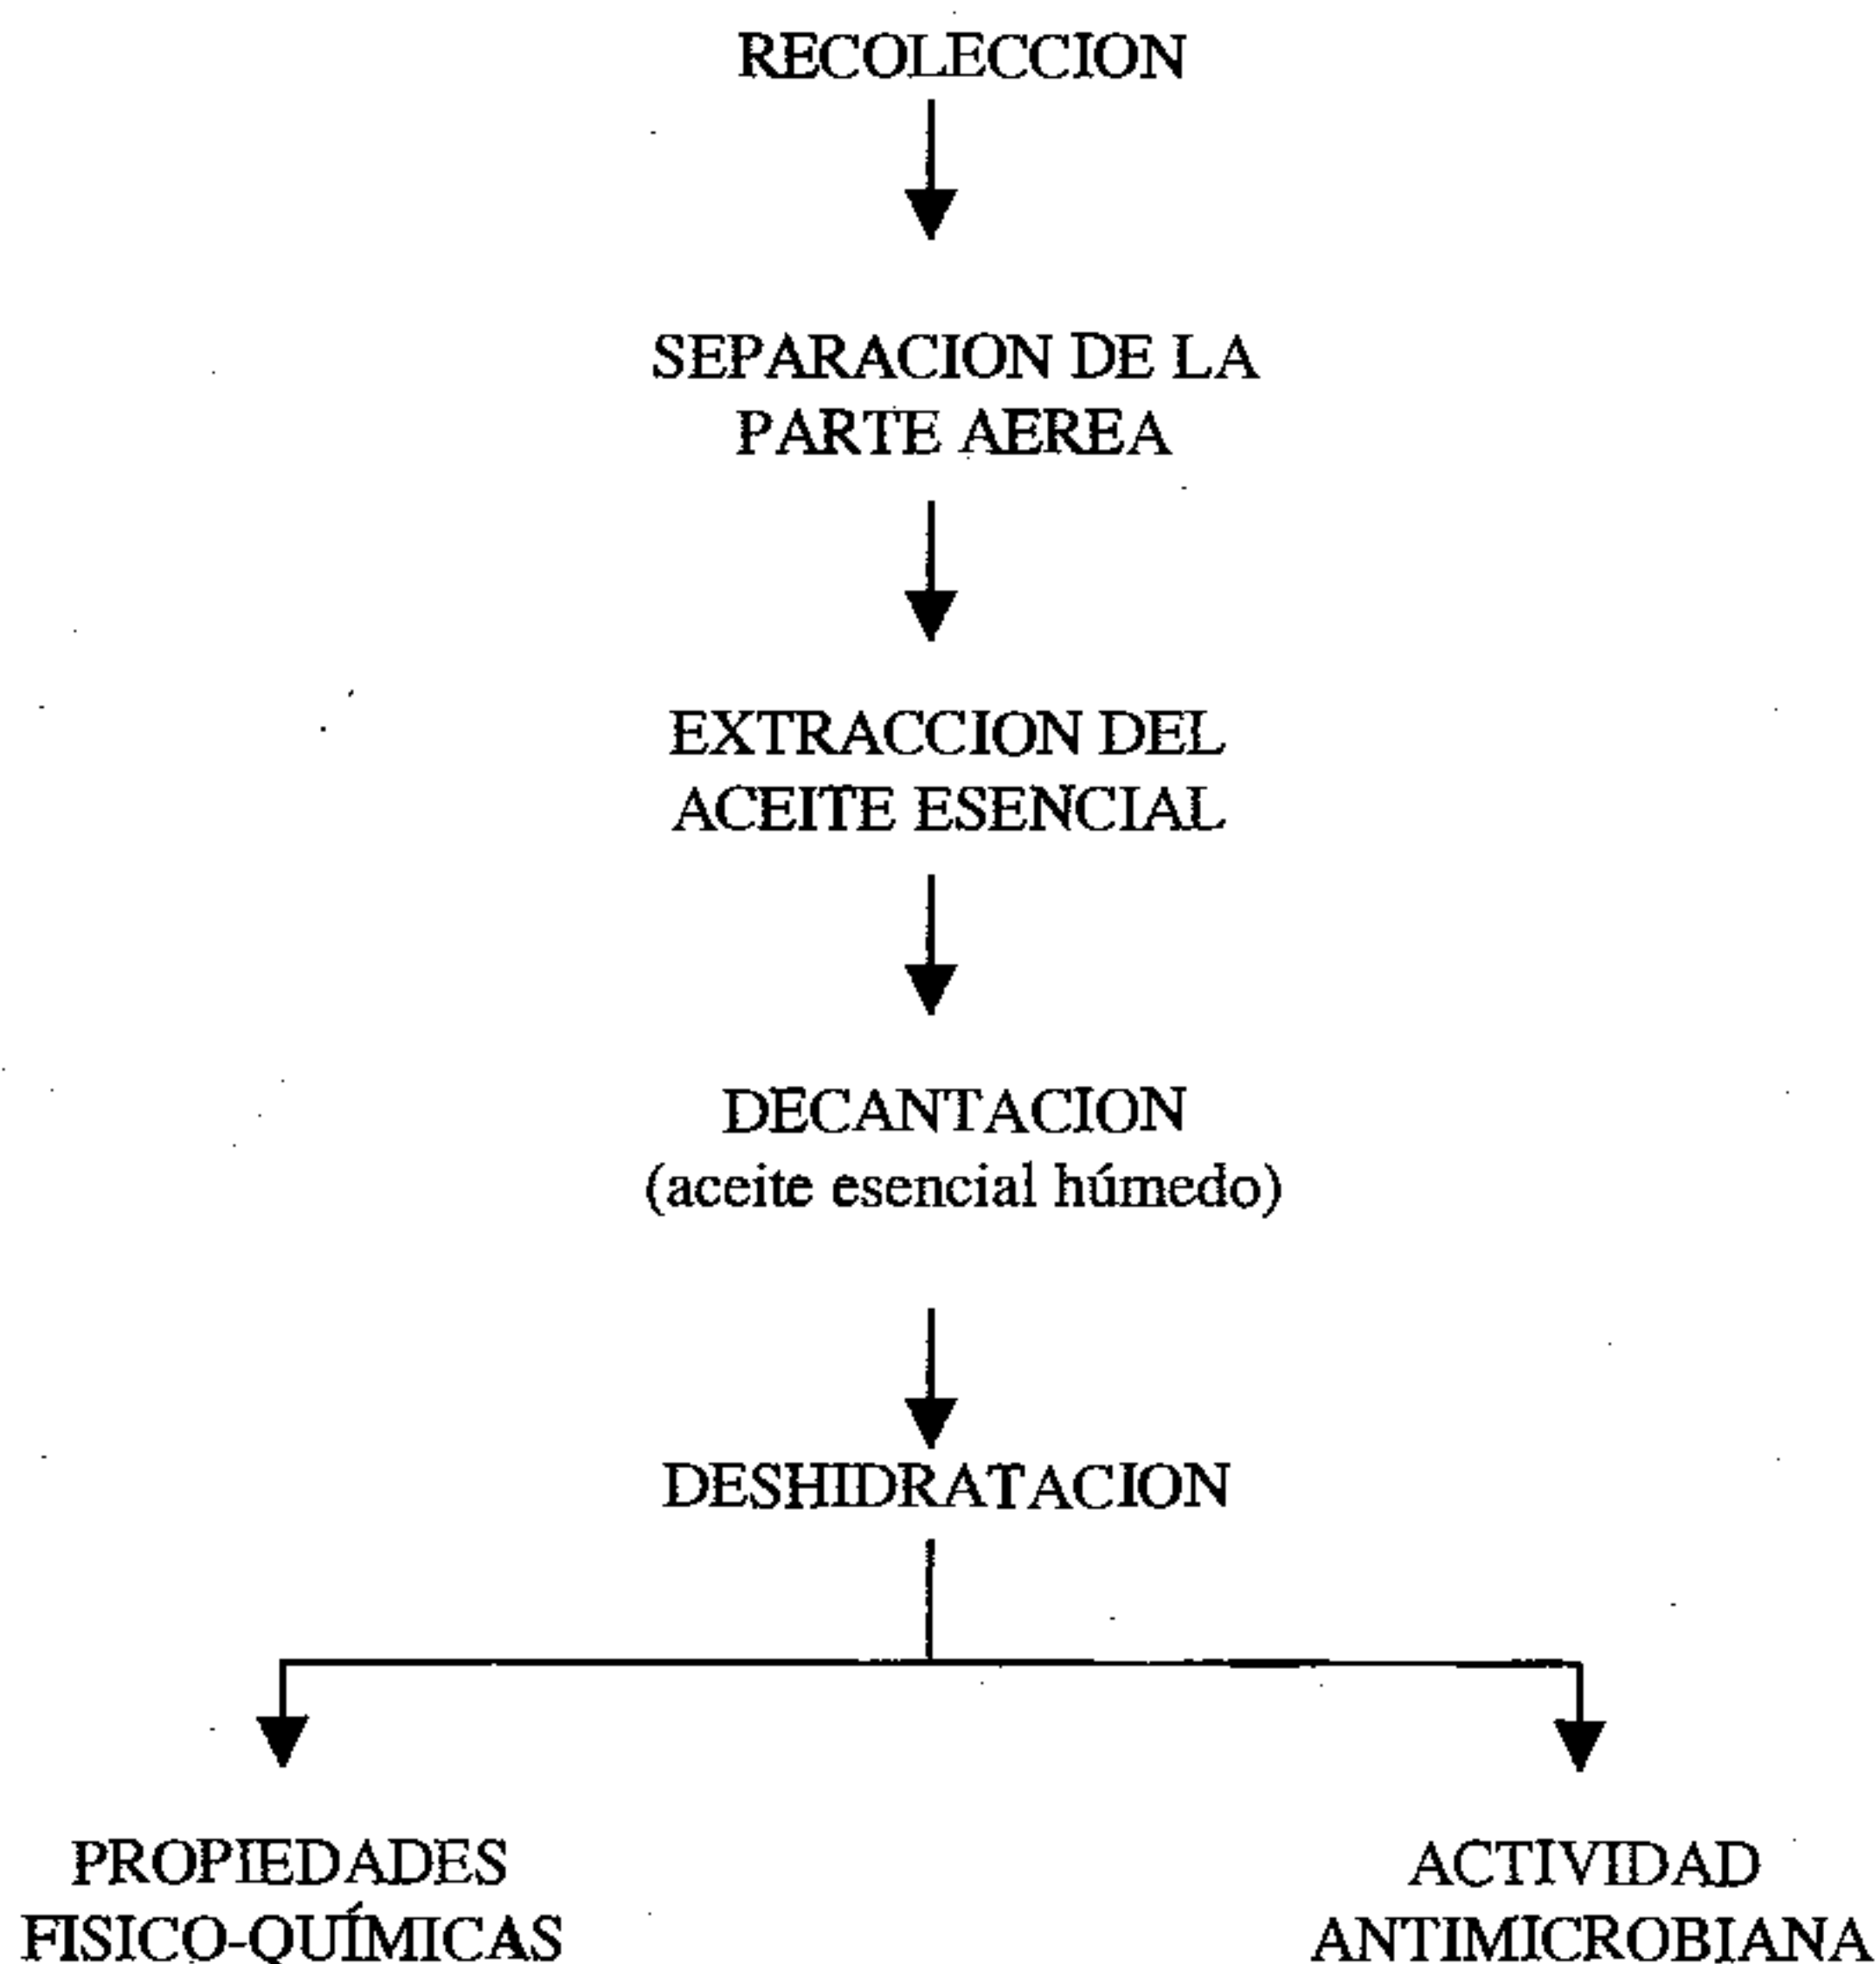 RECOLECCION
SEPARACION DE LA
PARTE AEREA
EXTRACCION DEL
ACEITE ESENCIAL
DECANTACION
(aceite esencial húmedo)
DESHIDRATACION
PROPIEDADES
FISICO-QUÍMICAS
ACTIVIDAD
ANTIMICROBIANA